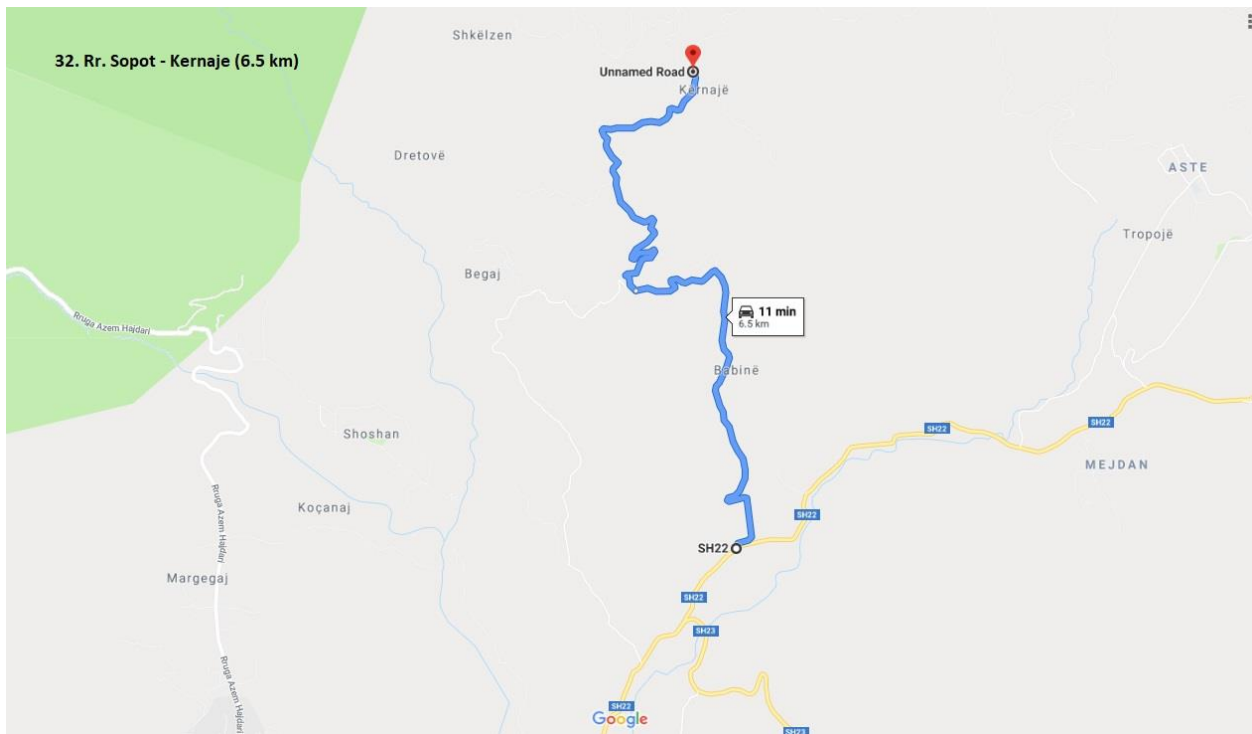 Shkëlzen
32. Rr. Sopot - Kernaje (6.5 km)
Unnamed Road
Kërnajë
Dretovë
ASTE
Tropojë
Begaj
Rruga Azem Hajdari
11 min
6.5 km
Babinë
SH22
SH22
Shoshan
MEJDAN
Koçanaj
SH22
Rruga Azem Hajdari
SH22
Margegaj
SH22
SH23
Rruga Azem Hajdari
SH22
Google
SH23